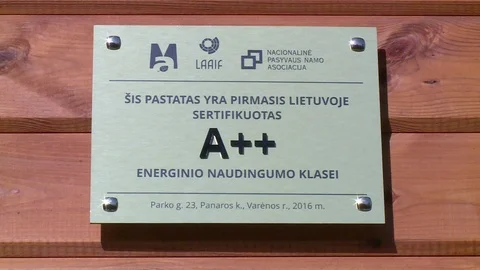 Ma LAAIF NACIONALINĖ
PASYVAUS NAMO
ASOCIACIJA
ŠIS PASTATAS YRA PIRMASIS LIETUVOJE
SERTIFIKUOTAS
A++
ENERGINIO NAUDINGUMO KLASEI
Parko g. 23, Panaros k., Varėnos r., 2016 m.